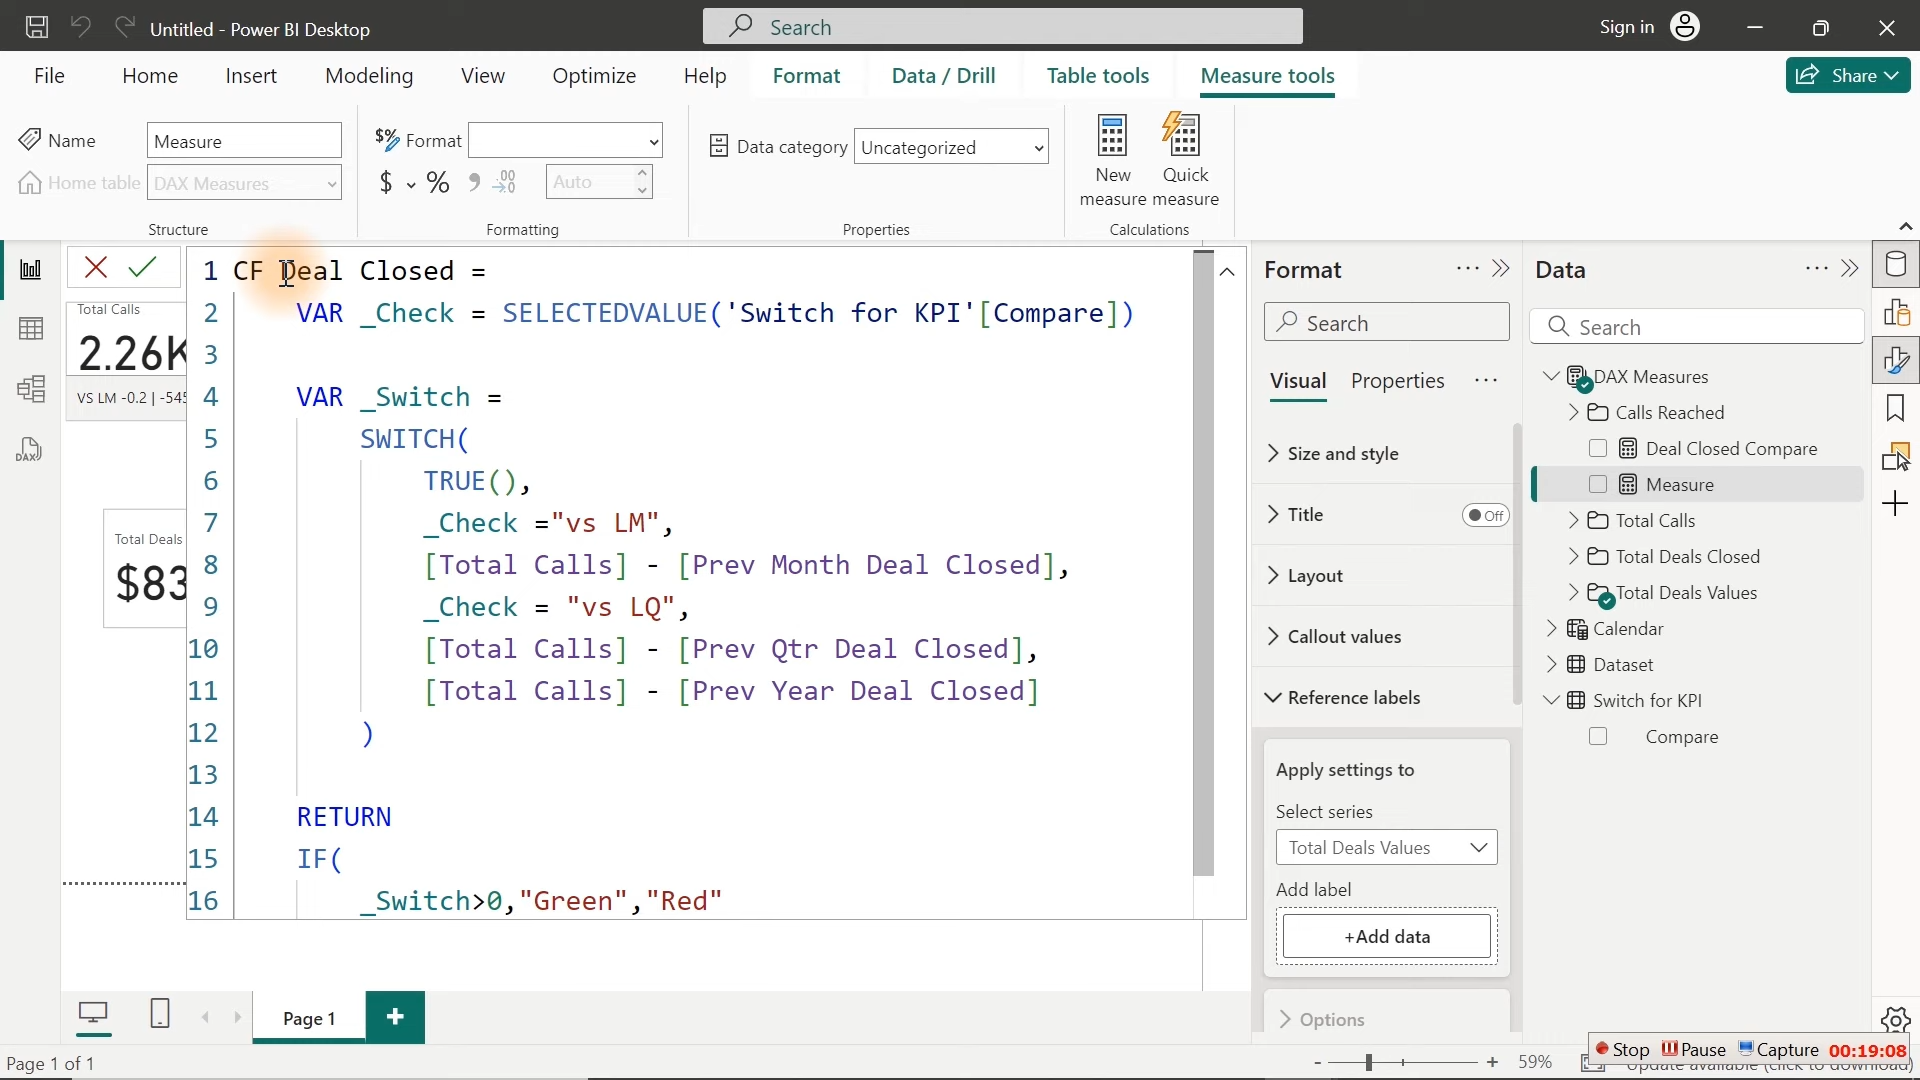 Untitled - Power BI Desktop
Search
Sign in
File
Home
Insert
Modeling
View
Optimize
Help
Format
Data / Drill
Table tools
Measure tools
Share
Name
Measure
Home table
DAX Measures
Structure
$% Format
$ % 9 .00
Auto
Formatting
Data category
Uncategorized
Properties
New measure
Quick measure
Calculations
DAX
Total Calls
2.26K
VS LM -0.2 | -545
Total Deals
$83
1 CF Deal Closed =
2 VAR _Check = SELECTEDVALUE('Switch for KPI'[Compare])
3
4 VAR _Switch =
5 SWITCH(
6 TRUE(),
7 _Check ="vs LM",
8 [Total Calls] - [Prev Month Deal Closed],
9 _Check = "vs LQ",
10 [Total Calls] - [Prev Qtr Deal Closed],
11 [Total Calls] - [Prev Year Deal Closed]
12 )
13
14 RETURN
15 IF(
16 _Switch>0,"Green","Red"
Format
Search
Visual
Properties
Size and style
Title
Off
Layout
Callout values
Reference labels
Apply settings to
Select series
Total Deals Values
Add label
+Add data
Options
Data
Search
DAX Measures
Calls Reached
Deal Closed Compare
Measure
Total Calls
Total Deals Closed
Total Deals Values
Calendar
Dataset
Switch for KPI
Compare
Page 1
Page 1 of 1
- + 59%
Stop Pause Capture 00:19:08
Update available (click to download)